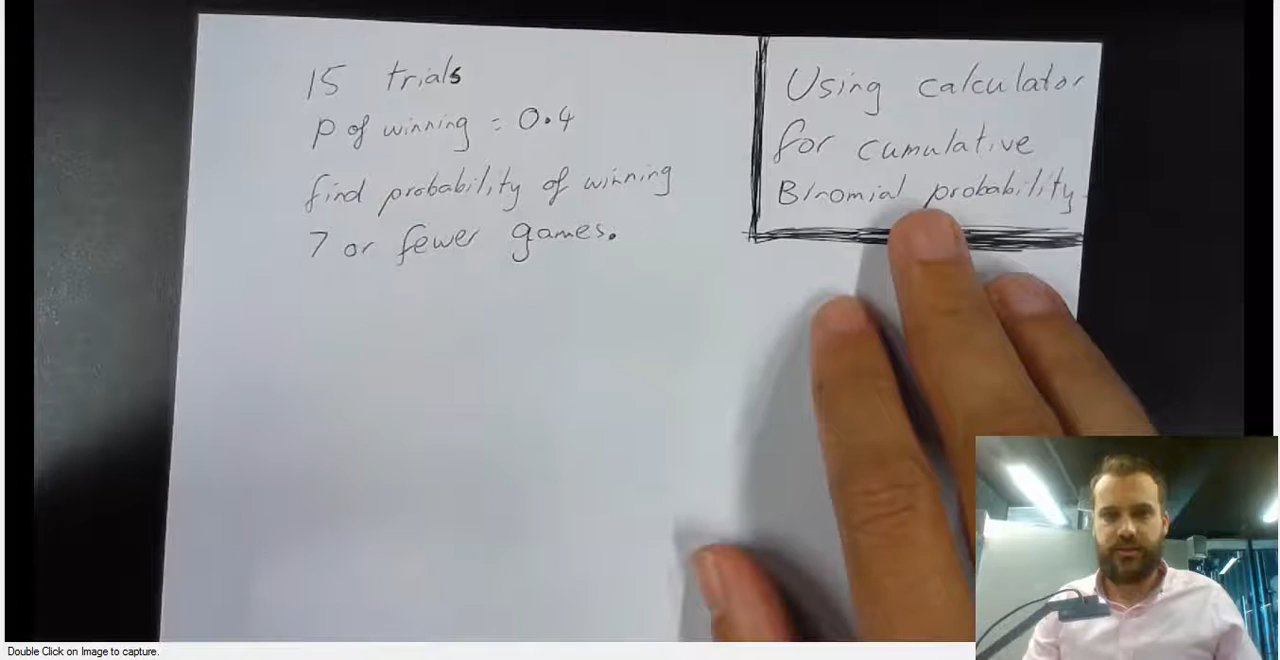 15 trials
p of winning = 0.4
find probability of winning
7 or fewer games.
Using calculator
for cumulative
Binomial probability
Double Click on Image to capture.